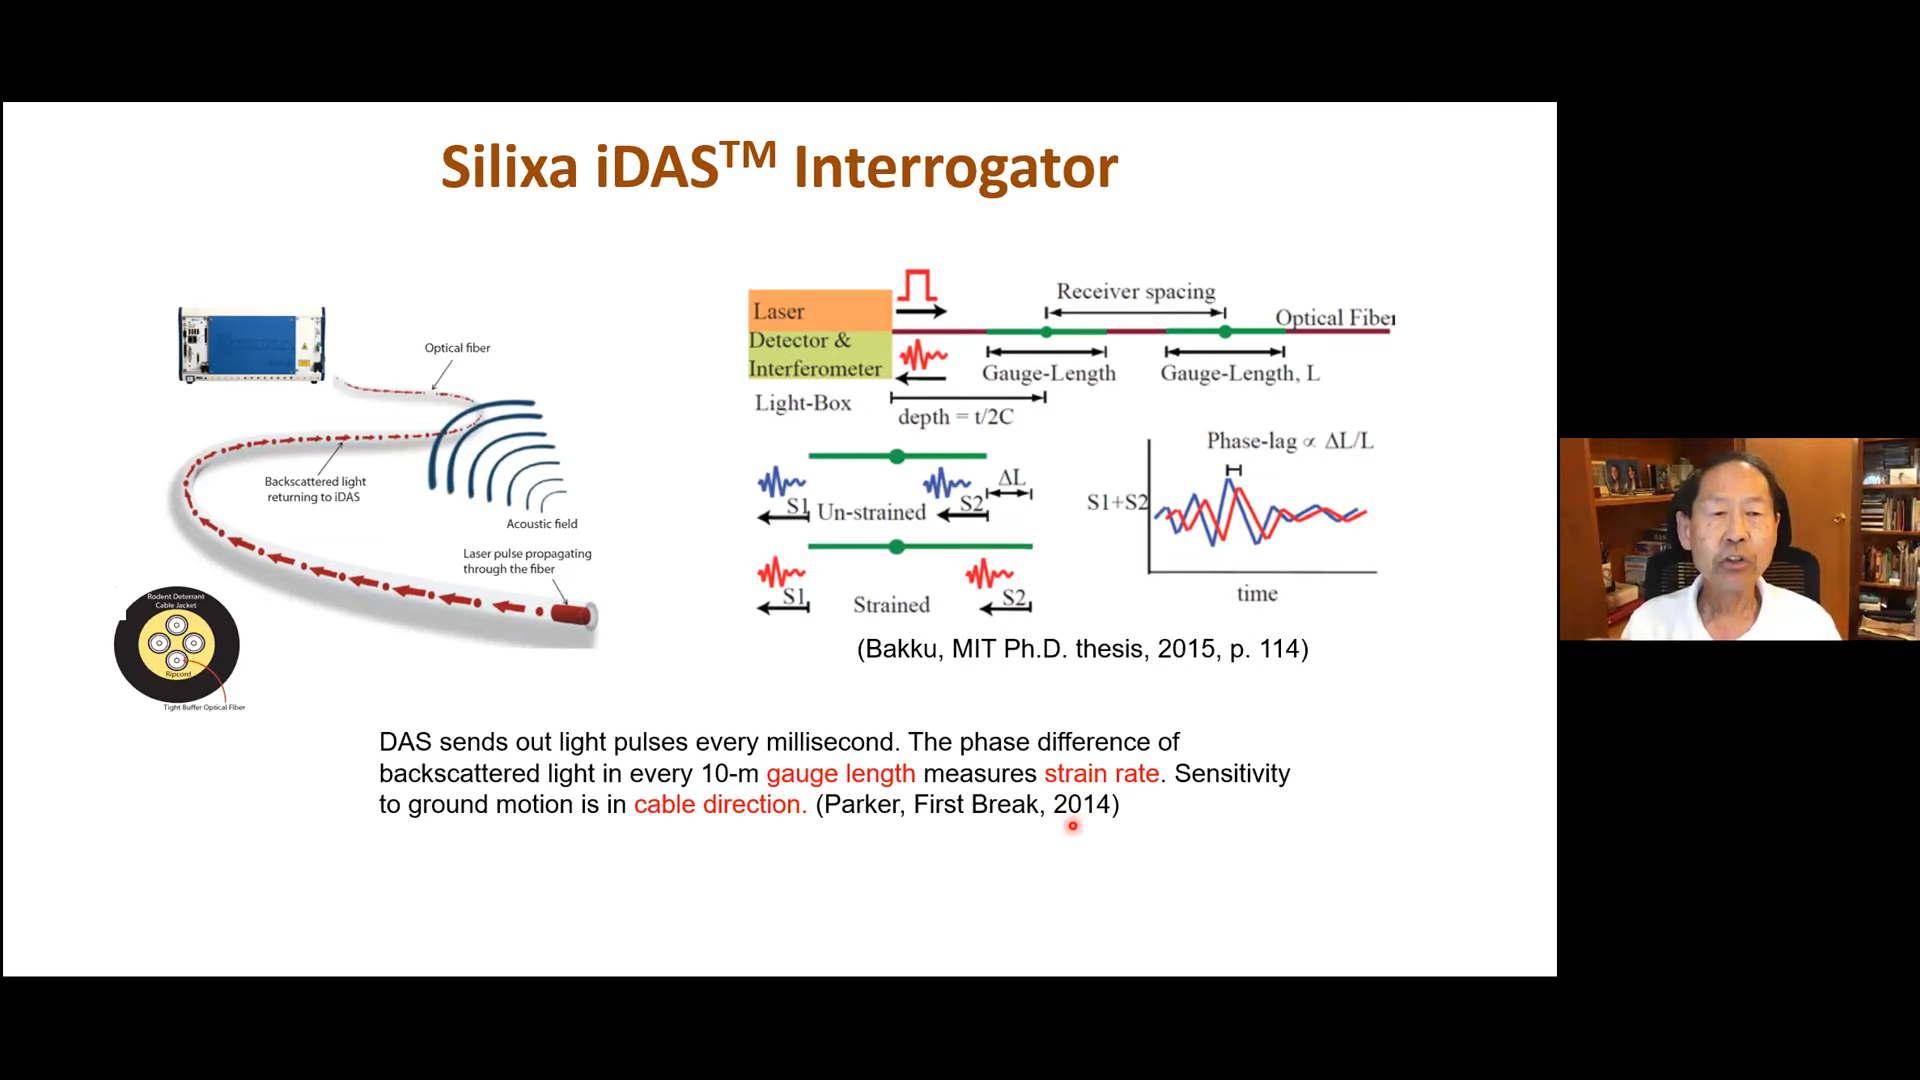 Silixa iDAS™ Interrogator
Optical fiber
Backscattered light
returning to iDAS
Acoustic field
Laser pulse propagating
through the fiber
Rodent Deterrant
Cable Jacket
Ripcord
Tight Buffer Optical Fiber
Laser
Detector &
Interferometer
Light-Box
Receiver spacing
Optical Fiber
Gauge-Length
Gauge-Length, L
depth = t/2C
S1
Un-strained
S2
ΔL
S1
Strained
S2
Phase-lag ∝ ΔL/L
S1+S2
time
(Bakku, MIT Ph.D. thesis, 2015, p. 114)
DAS sends out light pulses every millisecond. The phase difference of
backscattered light in every 10-m gauge length measures strain rate. Sensitivity
to ground motion is in cable direction. (Parker, First Break, 2014)